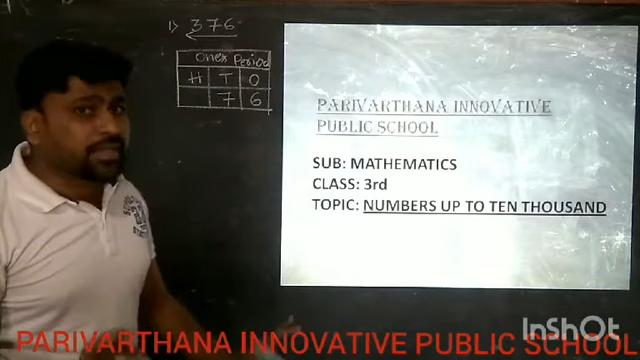 1) 376
Ones Period
H T O
7 6
PARIVARTHANA INNOVATIVE
PUBLIC SCHOOL
SUB: MATHEMATICS
CLASS: 3rd
TOPIC: NUMBERS UP TO TEN THOUSAND
InShOt
PARIVARTHANA INNOVATIVE PUBLIC SCHOOL